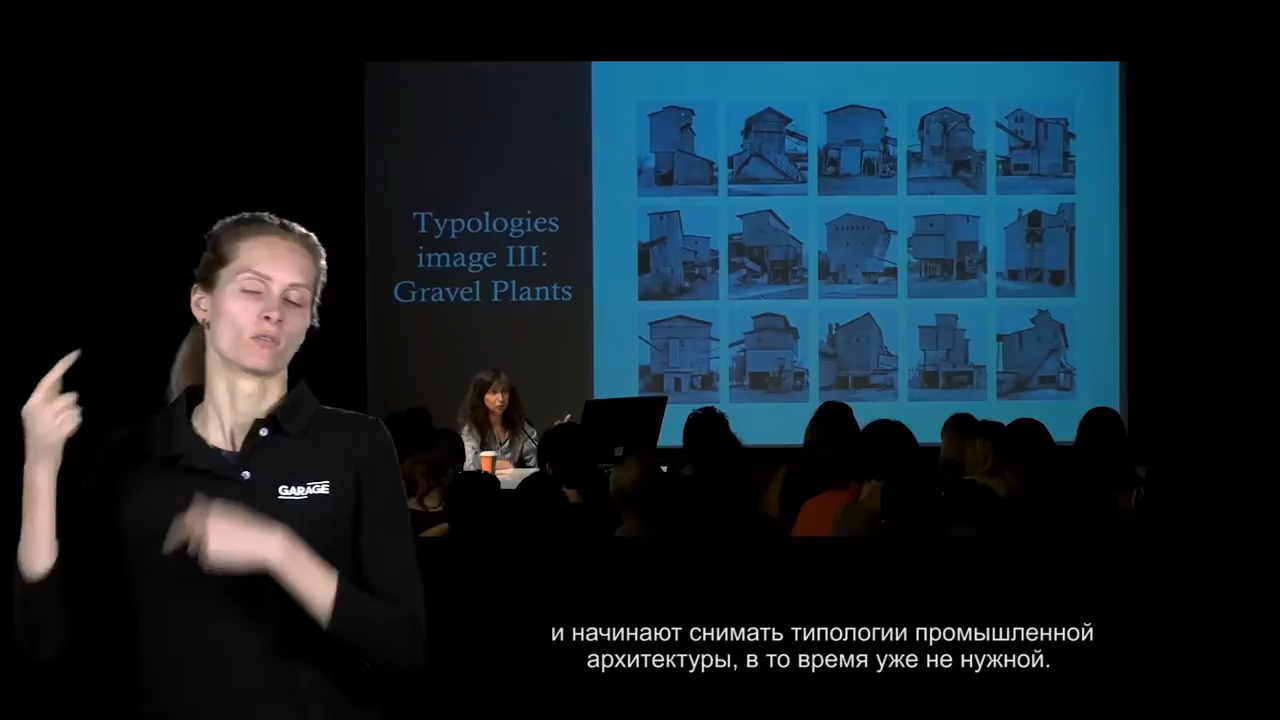 Typologies
image III:
Gravel Plants
GARAGE
и начинают снимать типологии промышленной
архитектуры, в то время уже не нужной.